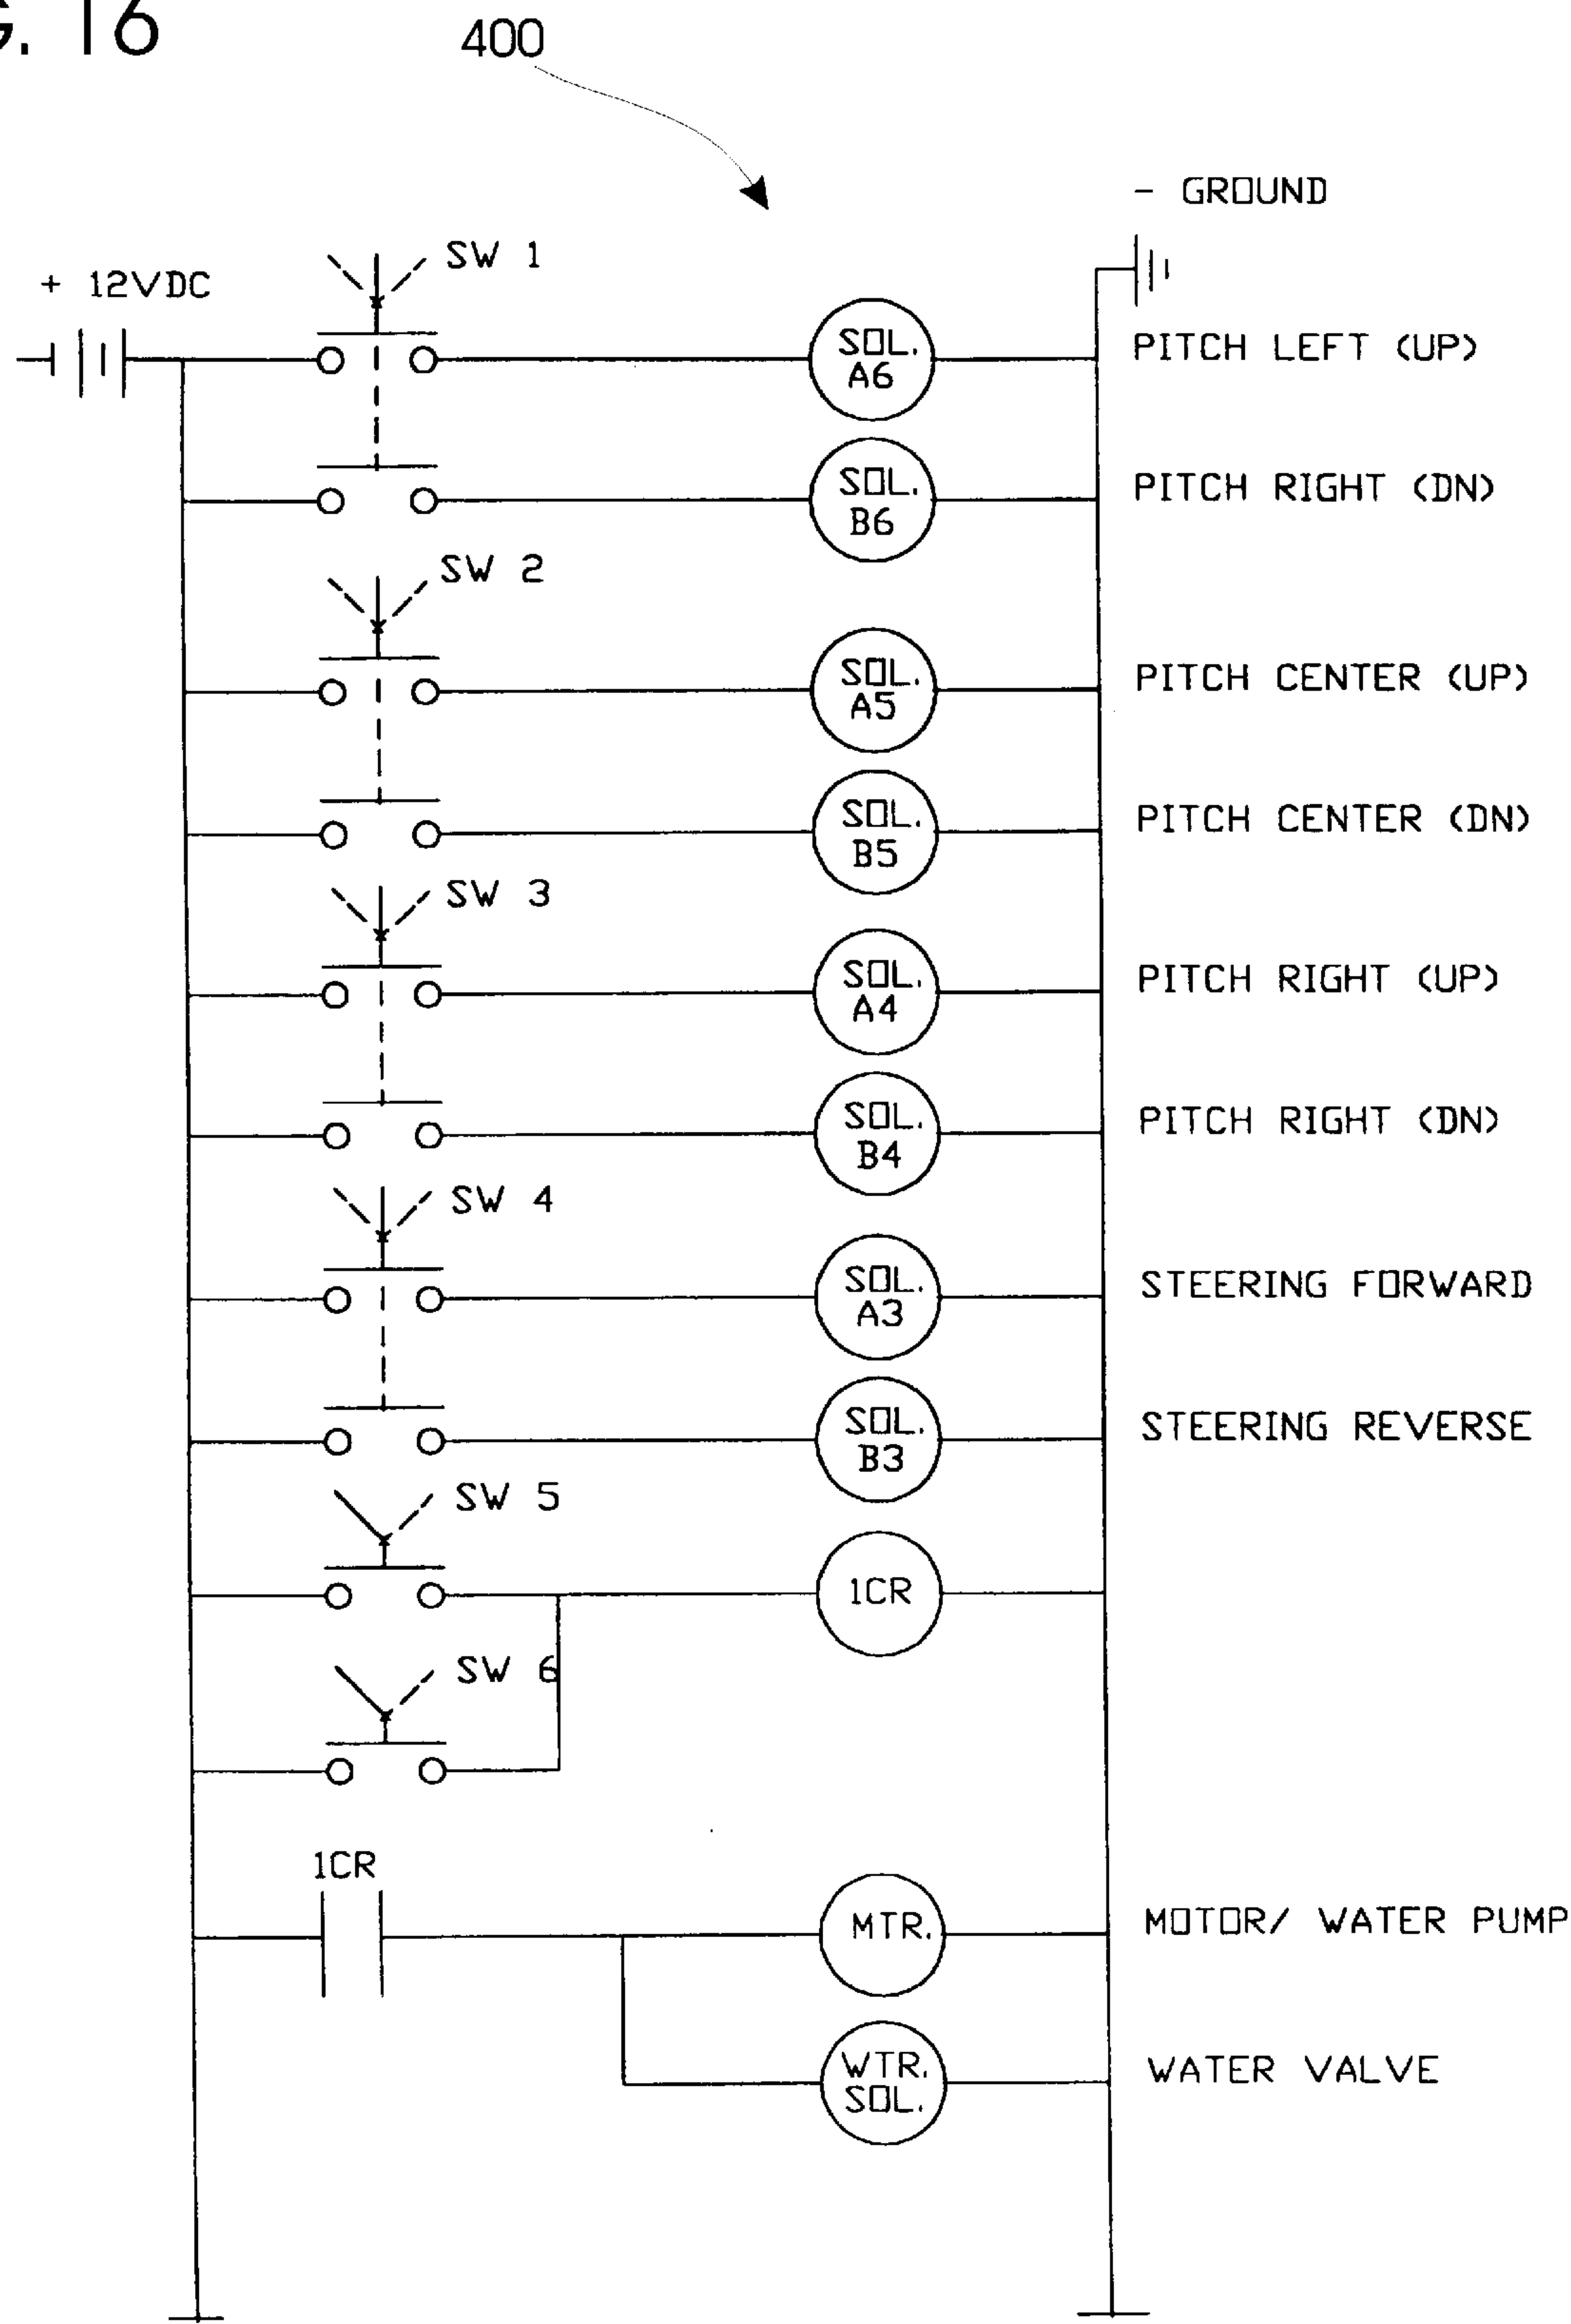 G. 16
400
- GROUND
+ 12VDC
SW 1
SOL. A6
PITCH LEFT (UP)
SOL. B6
PITCH RIGHT (DN)
SW 2
SOL. A5
PITCH CENTER (UP)
SOL. B5
PITCH CENTER (DN)
SW 3
SOL. A4
PITCH RIGHT (UP)
SOL. B4
PITCH RIGHT (DN)
SW 4
SOL. A3
STEERING FORWARD
SOL. B3
STEERING REVERSE
SW 5
1CR
SW 6
1CR
MTR.
MOTOR/ WATER PUMP
WTR. SOL.
WATER VALVE